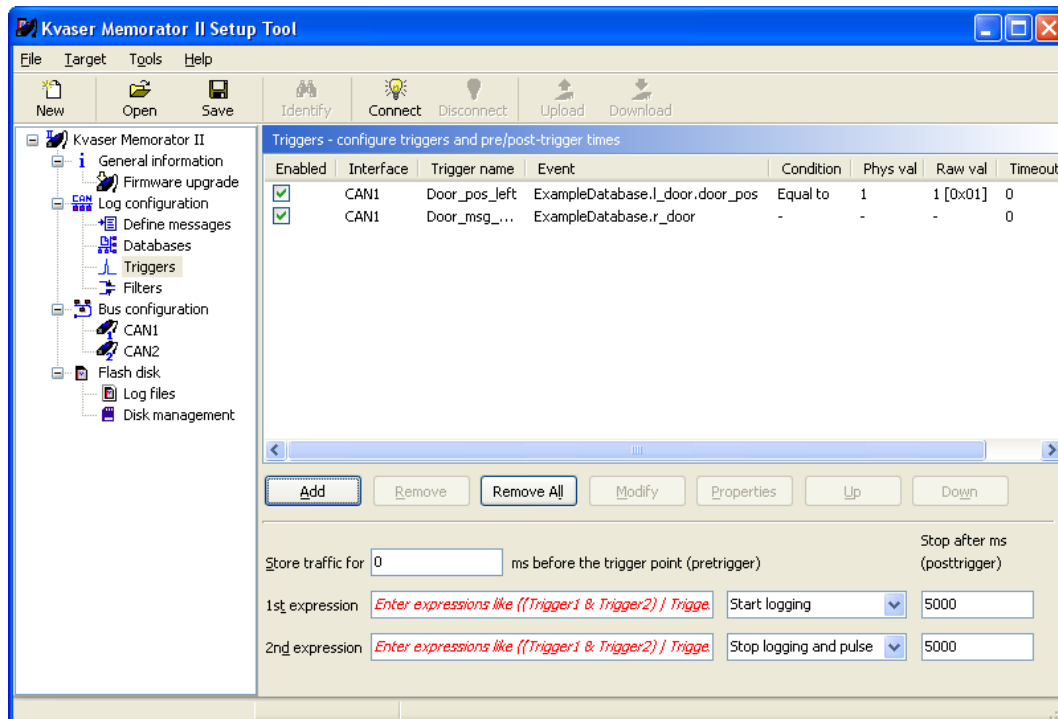 Kvaser Memorator II Setup Tool
File Target Tools Help
New Open Save Identify Connect Disconnect Upload Download
Kvaser Memorator II
General information
Firmware upgrade
Log configuration
Define messages
Databases
Triggers
Filters
Bus configuration
CAN1
CAN2
Flash disk
Log files
Disk management
Triggers - configure triggers and pre/post-trigger times
Enabled Interface Trigger name Event Condition Phys val Raw val Timeout
CAN1 Door_pos_left ExampleDatabase.l_door.door_pos Equal to 1 1 [0x01] 0
CAN1 Door_msg_... ExampleDatabase.r_door - - - 0
Add Remove Remove All Modify Properties Up Down
Stop after ms
Store traffic for 0 ms before the trigger point (pretrigger) (posttrigger)
1st expression Enter expressions like ((Trigger1 & Trigger2) | Trigge. Start logging 5000
2nd expression Enter expressions like ((Trigger1 & Trigger2) | Trigge. Stop logging and pulse 5000